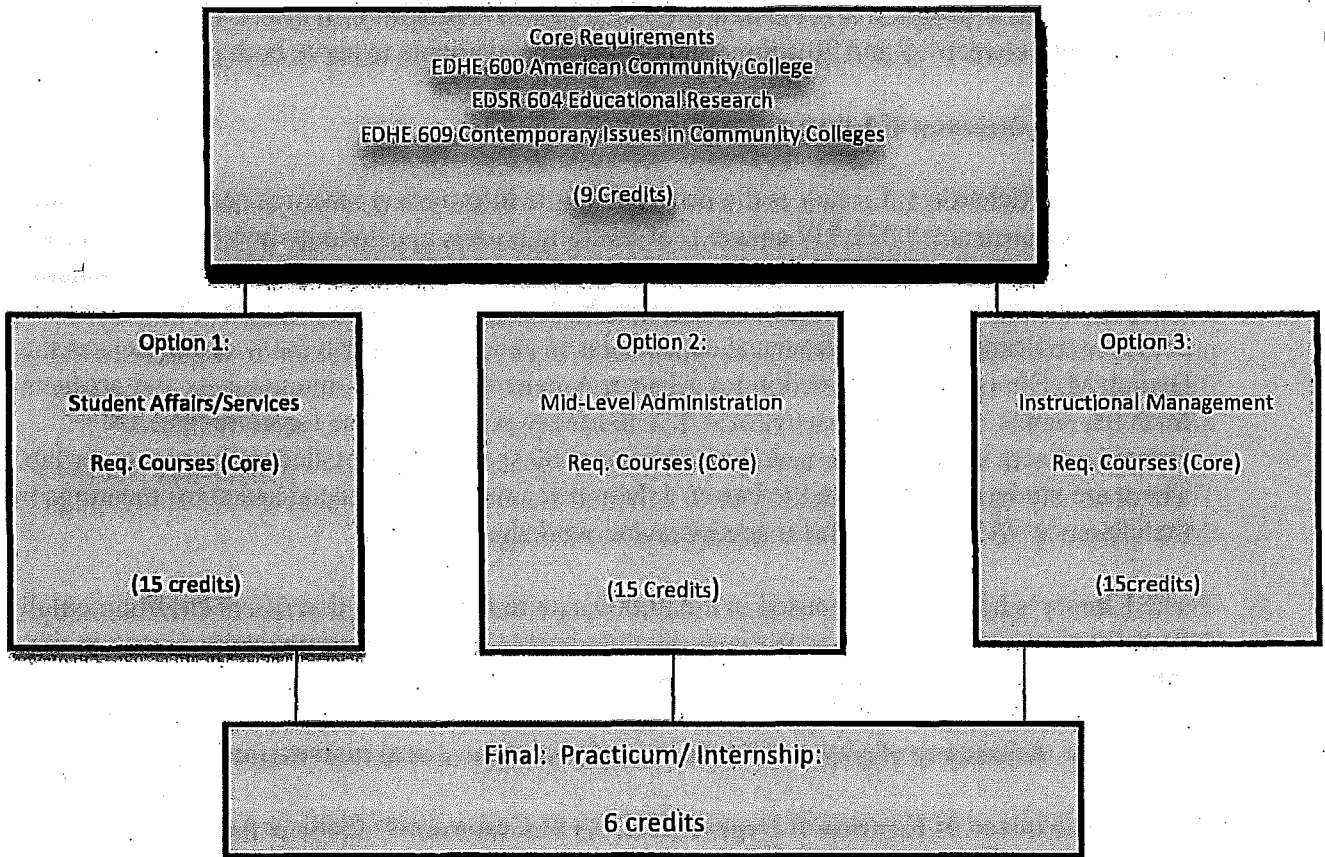 Core Requirements
EDHE 600 American Community College
EDSR 604 Educational Research
EDHE 609 Contemporary Issues in Community Colleges
(9 Credits)
Option 1:
Student Affairs/Services
Req. Courses (Core)
(15 credits)
Option 2:
Mid-Level Administration
Req. Courses (Core)
(15 Credits)
Option 3:
Instructional Management
Req. Courses (Core)
(15credits)
Final: Practicum/ Internship:
6 credits